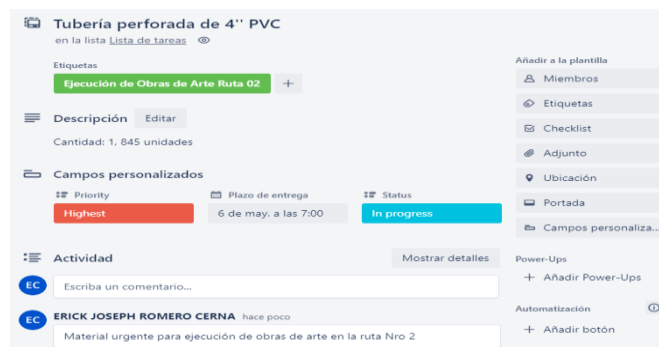 Tubería perforada de 4'' PVC
en la lista Lista de tareas
Etiquetas
Ejecución de Obras de Arte Ruta 02 +
Descripción Editar
Cantidad: 1, 845 unidades
Campos personalizados
Priority Plazo de entrega Status
Highest 6 de may. a las 7:00 In progress
Actividad Mostrar detalles
EC Escriba un comentario...
EC ERICK JOSEPH ROMERO CERNA hace poco
Material urgente para ejecución de obras de arte en la ruta Nro 2
Añadir a la plantilla
Miembros
Etiquetas
Checklist
Adjunto
Ubicación
Portada
Campos personaliza...
Power-Ups
+ Añadir Power-Ups
Automatización
+ Añadir botón